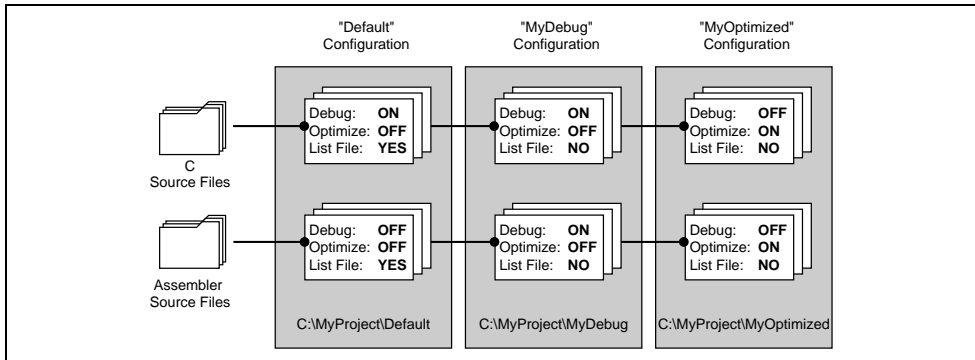 "Default"
Configuration
"MyDebug"
Configuration
"MyOptimized"
Configuration
C
Source Files
Debug: ON
Optimize: OFF
List File: YES
Debug: ON
Optimize: OFF
List File: NO
Debug: OFF
Optimize: ON
List File: NO
Assembler
Source Files
Debug: OFF
Optimize: OFF
List File: YES
Debug: ON
Optimize: OFF
List File: NO
Debug: OFF
Optimize: ON
List File: NO
C:\MyProject\Default
C:\MyProject\MyDebug
C:\MyProject\MyOptimized